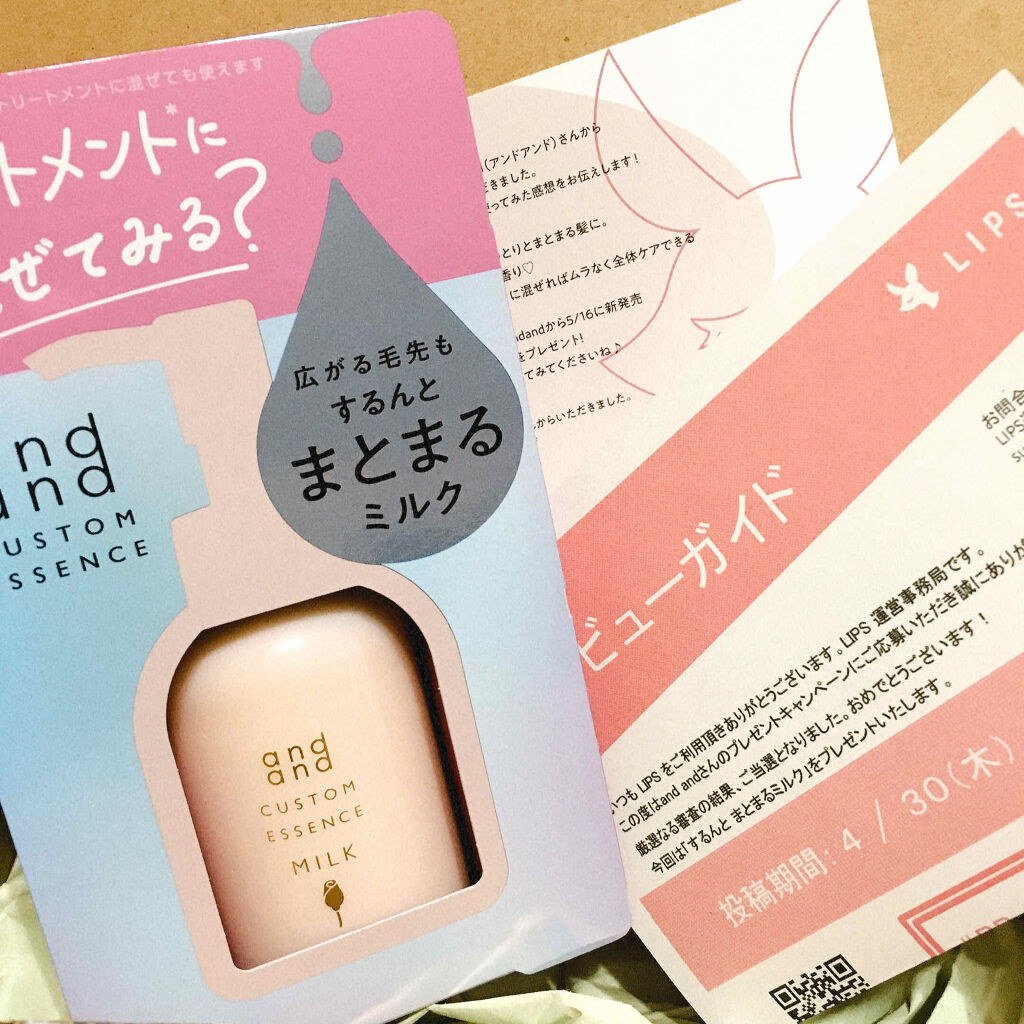 トリートメントに混ぜても使えます
ートメント*に
ぜてみる?
広がる毛先も
するんと
まとまる
ミルク
and
and
CUSTOM
ESSENCE
and
and
CUSTOM
ESSENCE
MILK
(アンドアンド)さんから
だきました。
使ってみた感想をお伝えします!
とりとまとまる髪に。
香り♡
に混ぜればムラなく全体ケアできる
ndandから5/16に新発売
をプレゼント!
てみてくださいね♪
からいただきました。
LIPS
ビューガイド
お問合
LIPS
su
いつも LIPS をご利用頂きありがとうございます。LIPS 運営事務局です。
この度はand andさんのプレゼントキャンペーンにご応募いただき誠にありが
厳選なる審査の結果、ご当選となりました。おめでとうございます!
今回は「するんと まとまるミルク」をプレゼントいたします。
投稿期間: 4 / 30(木)